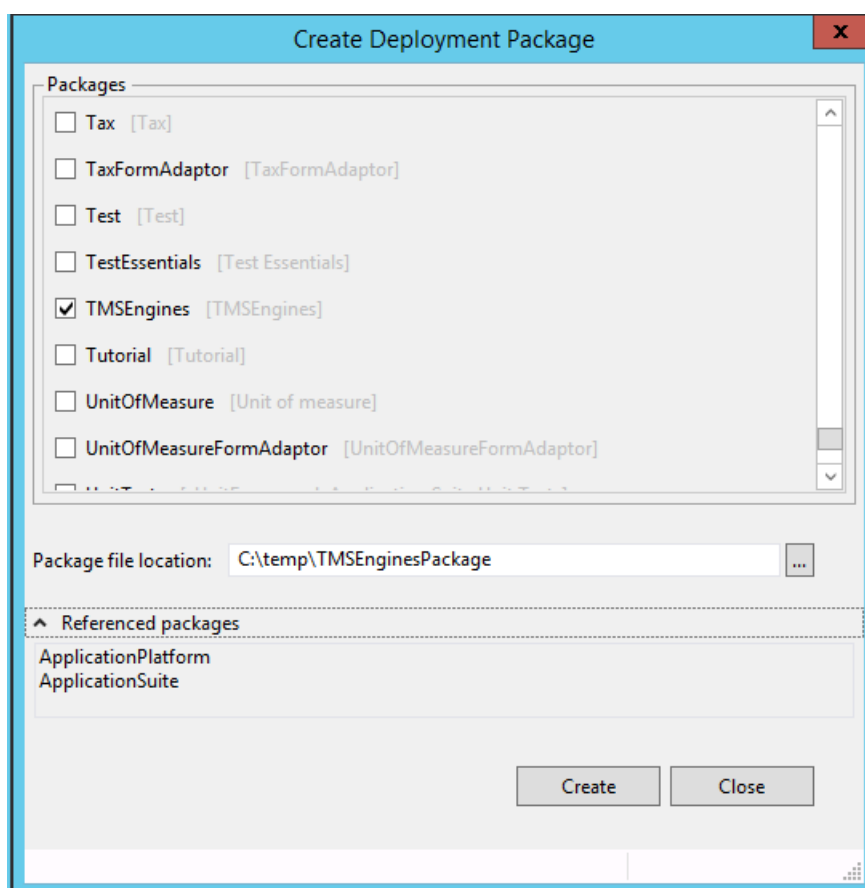 Create Deployment Package
x
Packages
Tax [Tax]
TaxFormAdaptor [TaxFormAdaptor]
Test [Test]
TestEssentials [Test Essentials]
TMSEngines [TMSEngines]
Tutorial [Tutorial]
UnitOfMeasure [Unit of measure]
UnitOfMeasureFormAdaptor [UnitOfMeasureFormAdaptor]
Package file location: C:\temp\TMSEnginesPackage ...
Referenced packages
ApplicationPlatform
ApplicationSuite
Create Close